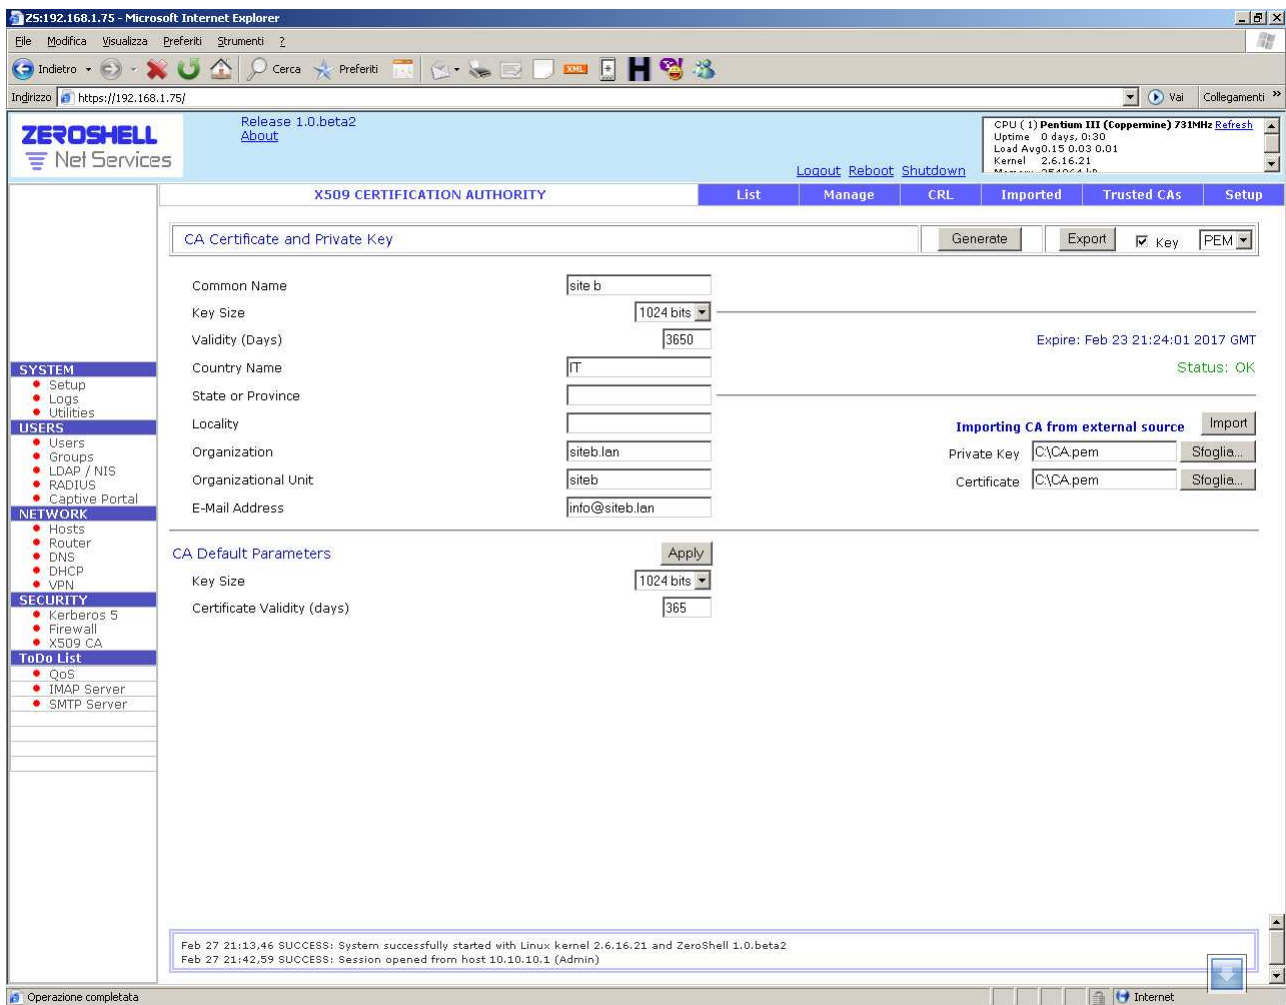 ZS:192.168.1.75 - Microsoft Internet Explorer
File Modifica Visualizza Preferiti Strumenti ?
Indietro Cerca Preferiti XML H
Indirizzo https://192.168.1.75/ Vai Collegamenti »
ZEROSHELL
Net Services
Release 1.0.beta2
About
Logout Reboot Shutdown
CPU (1) Pentium III (Coppermine) 731MHz Refresh
Uptime 0 days, 0:30
Load Avg0.15 0.03 0.01
Kernel 2.6.16.21
X509 CERTIFICATION AUTHORITY List Manage CRL Imported Trusted CAs Setup
CA Certificate and Private Key Generate Export Key PEM
Common Name site b
Key Size 1024 bits
Validity (Days) 3650
Expire: Feb 23 21:24:01 2017 GMT
Country Name IT
Status: OK
State or Province
Locality
Importing CA from external source Import
Organization siteb.lan
Private Key C:\CA.pem Sfoglia...
Organizational Unit siteb
Certificate C:\CA.pem Sfoglia...
E-Mail Address info@siteb.lan
CA Default Parameters Apply
Key Size 1024 bits
Certificate Validity (days) 365
SYSTEM
Setup
Logs
Utilities
USERS
Users
Groups
LDAP / NIS
RADIUS
Captive Portal
NETWORK
Hosts
Router
DNS
DHCP
VPN
SECURITY
Kerberos 5
Firewall
X509 CA
ToDo List
QoS
IMAP Server
SMTP Server
Feb 27 21:13,46 SUCCESS: System successfully started with Linux kernel 2.6.16.21 and ZeroShell 1.0.beta2
Feb 27 21:42,59 SUCCESS: Session opened from host 10.10.10.1 (Admin)
Operazione completata Internet